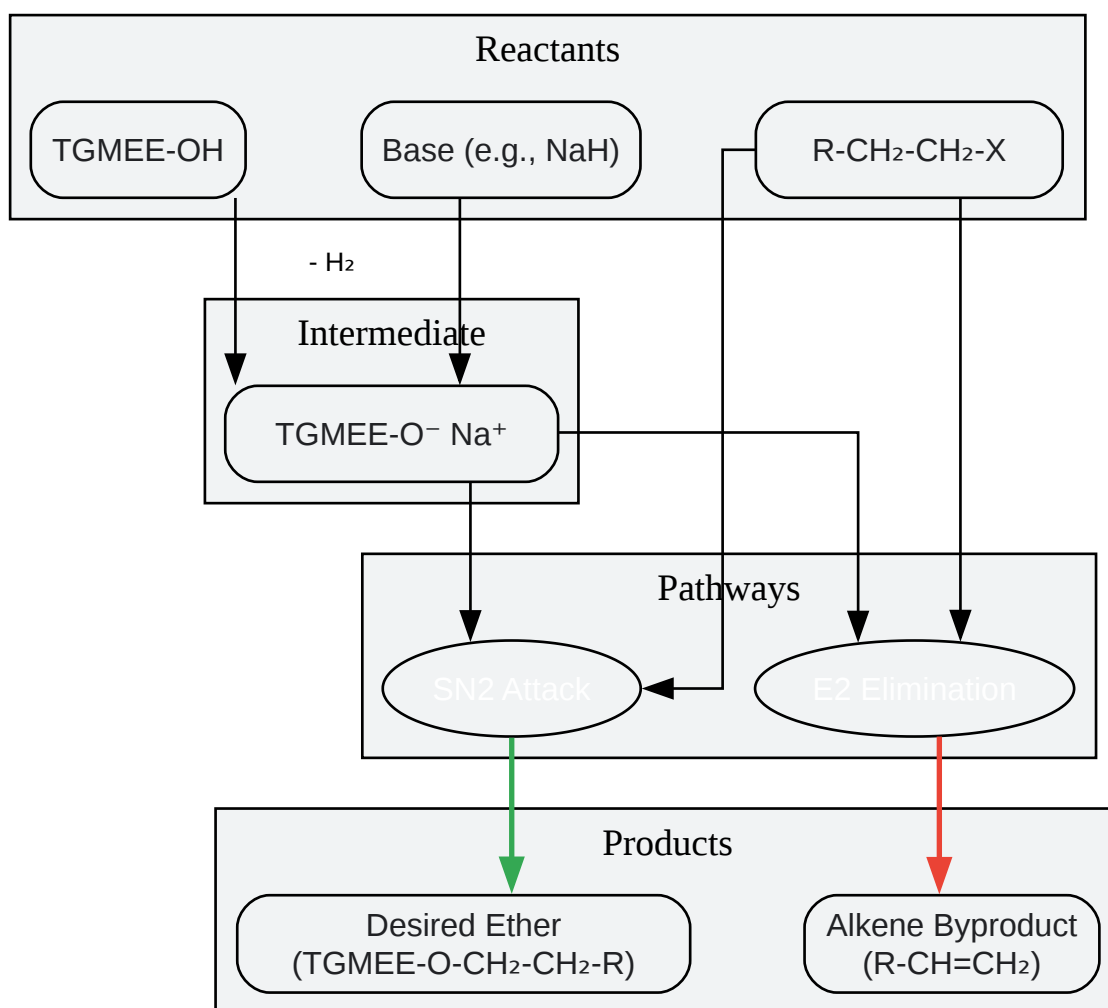 Reactants
TGMEE-OH
Base (e.g., NaH)
R-CH₂-CH₂-X
- H₂
Intermediate
TGMEE-O⁻ Na⁺
Pathways
SN2 Attack
E2 Elimination
Products
Desired Ether
(TGMEE-O-CH₂-CH₂-R)
Alkene Byproduct
(R-CH=CH₂)